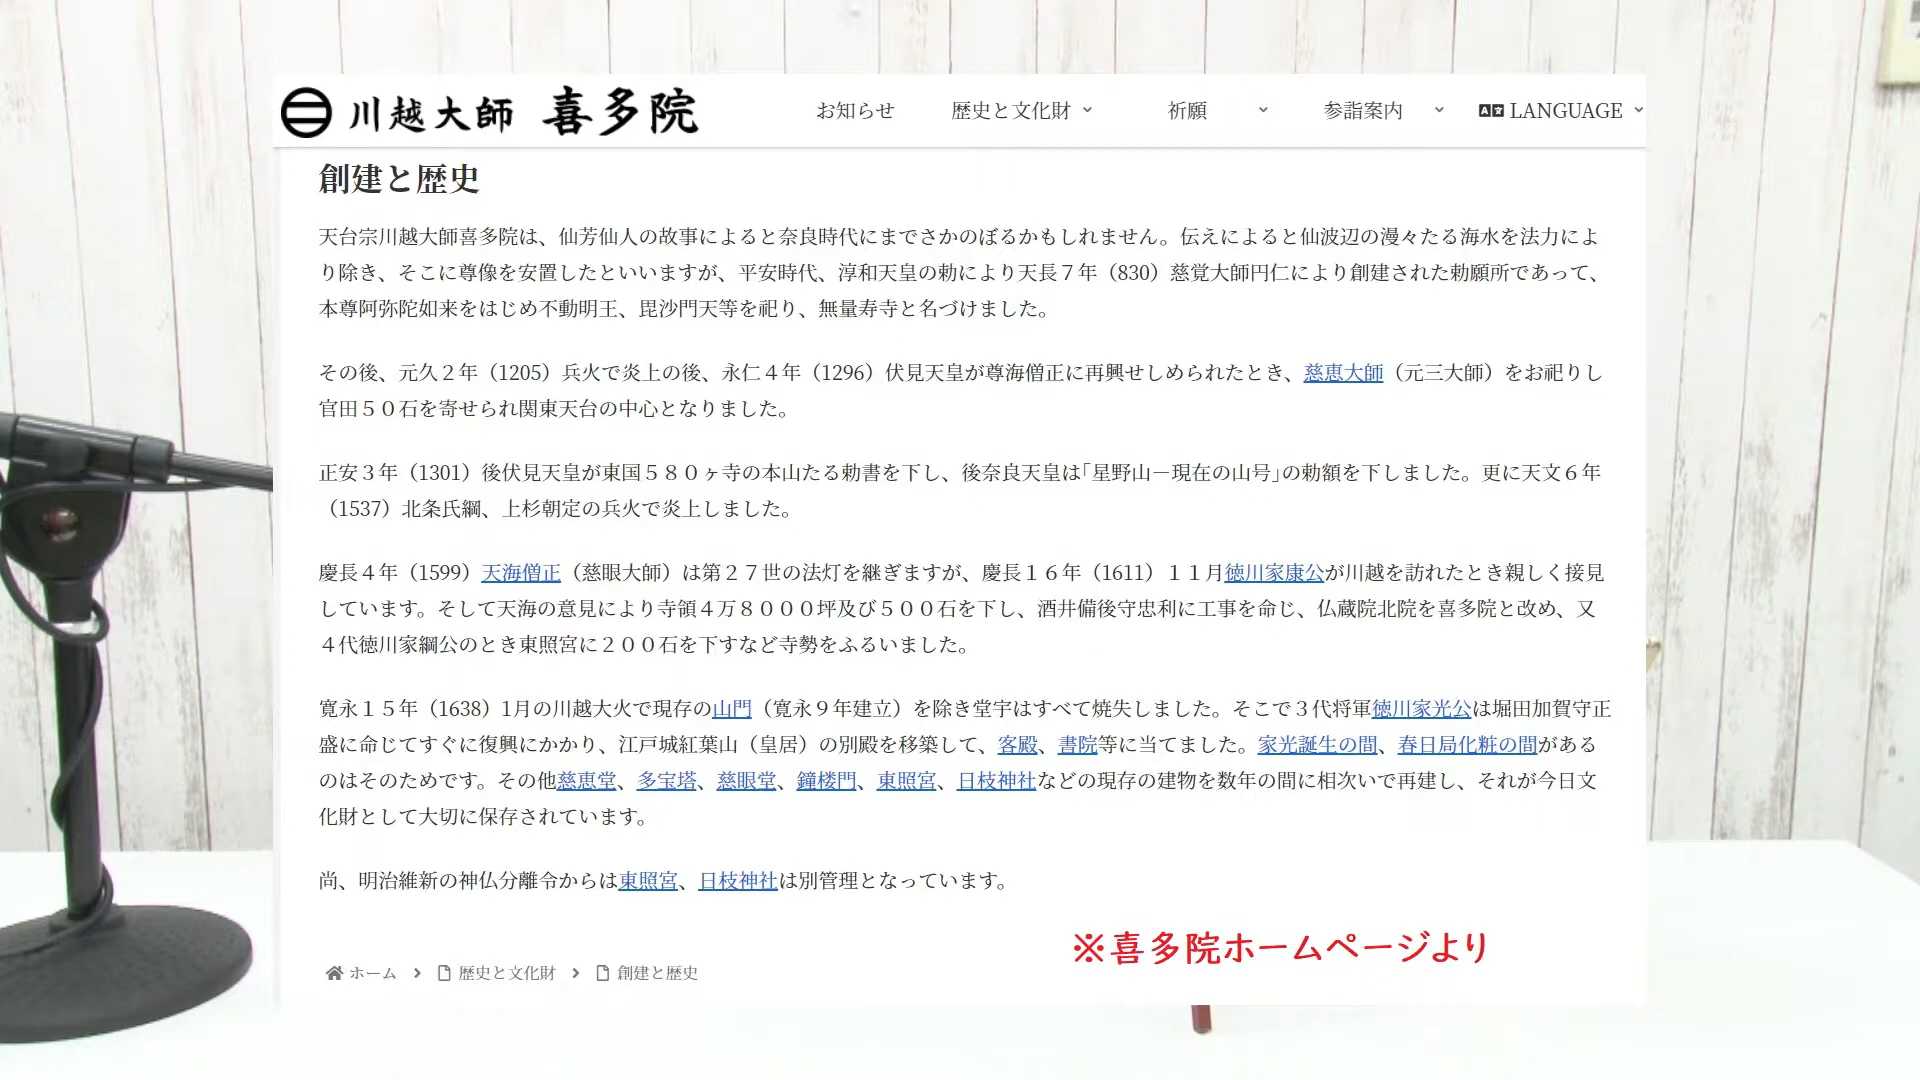 川越大師 喜多院
お知らせ 歴史と文化財 祈願 参詣案内 LANGUAGE
創建と歴史
天台宗川越大師喜多院は、仙芳仙人の故事によると奈良時代にまでさかのぼるかもしれません。伝えによると仙波辺の漫々たる海水を法力によ
り除き、そこに尊像を安置したといいますが、平安時代、淳和天皇の勅により天長７年（830）慈覚大師円仁により創建された勅願所であって、
本尊阿弥陀如来をはじめ不動明王、毘沙門天等を祀り、無量寿寺と名づけました。
その後、元久２年（1205）兵火で炎上の後、永仁４年（1296）伏見天皇が尊海僧正に再興せしめられたとき、慈恵大師（元三大師）をお祀りし
官田５０石を寄せられ関東天台の中心となりました。
正安３年（1301）後伏見天皇が東国５８０ヶ寺の本山たる勅書を下し、後奈良天皇は｢星野山－現在の山号｣の勅額を下しました。更に天文６年
（1537）北条氏綱、上杉朝定の兵火で炎上しました。
慶長４年（1599）天海僧正（慈眼大師）は第２７世の法灯を継ぎますが、慶長１６年（1611）１１月徳川家康公が川越を訪れたとき親しく接見
しています。そして天海の意見により寺領４万８０００坪及び５００石を下し、酒井備後守忠利に工事を命じ、仏蔵院北院を喜多院と改め、又
４代徳川家綱公のとき東照宮に２００石を下すなど寺勢をふるいました。
寛永１５年（1638）1月の川越大火で現存の山門（寛永９年建立）を除き堂宇はすべて焼失しました。そこで３代将軍徳川家光公は堀田加賀守正
盛に命じてすぐに復興にかかり、江戸城紅葉山（皇居）の別殿を移築して、客殿、書院等に当てました。家光誕生の間、春日局化粧の間がある
のはそのためです。その他慈恵堂、多宝塔、慈眼堂、鐘楼門、東照宮、日枝神社などの現存の建物を数年の間に相次いで再建し、それが今日文
化財として大切に保存されています。
尚、明治維新の神仏分離令からは東照宮、日枝神社は別管理となっています。
※喜多院ホームページより
ホーム 歴史と文化財 創建と歴史